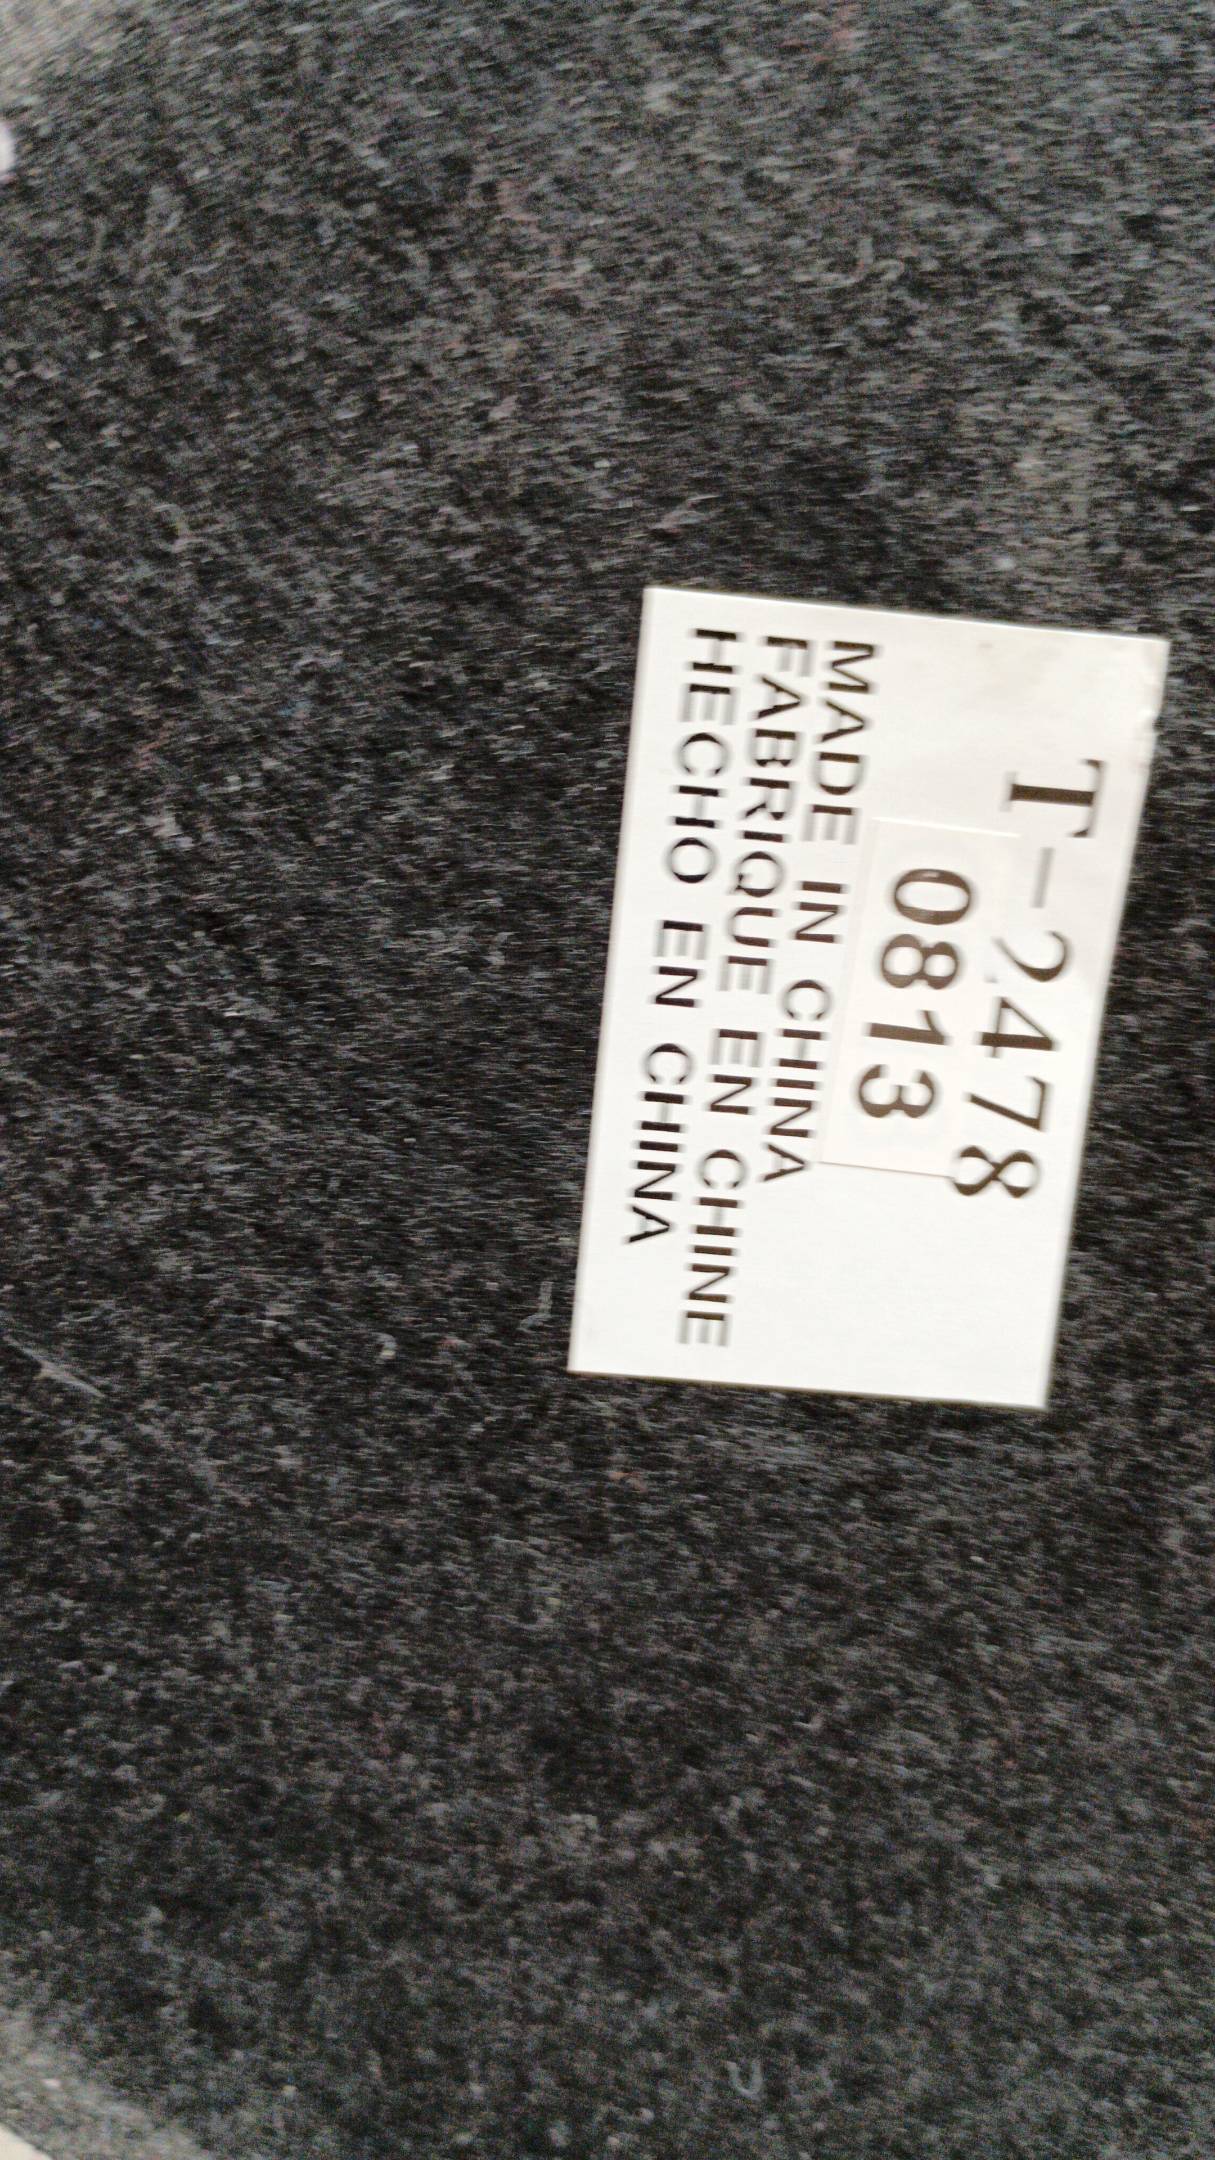 T-2478
0813
MADE IN CHINA
FABRIQUE EN CHINE
HECHO EN CHINA